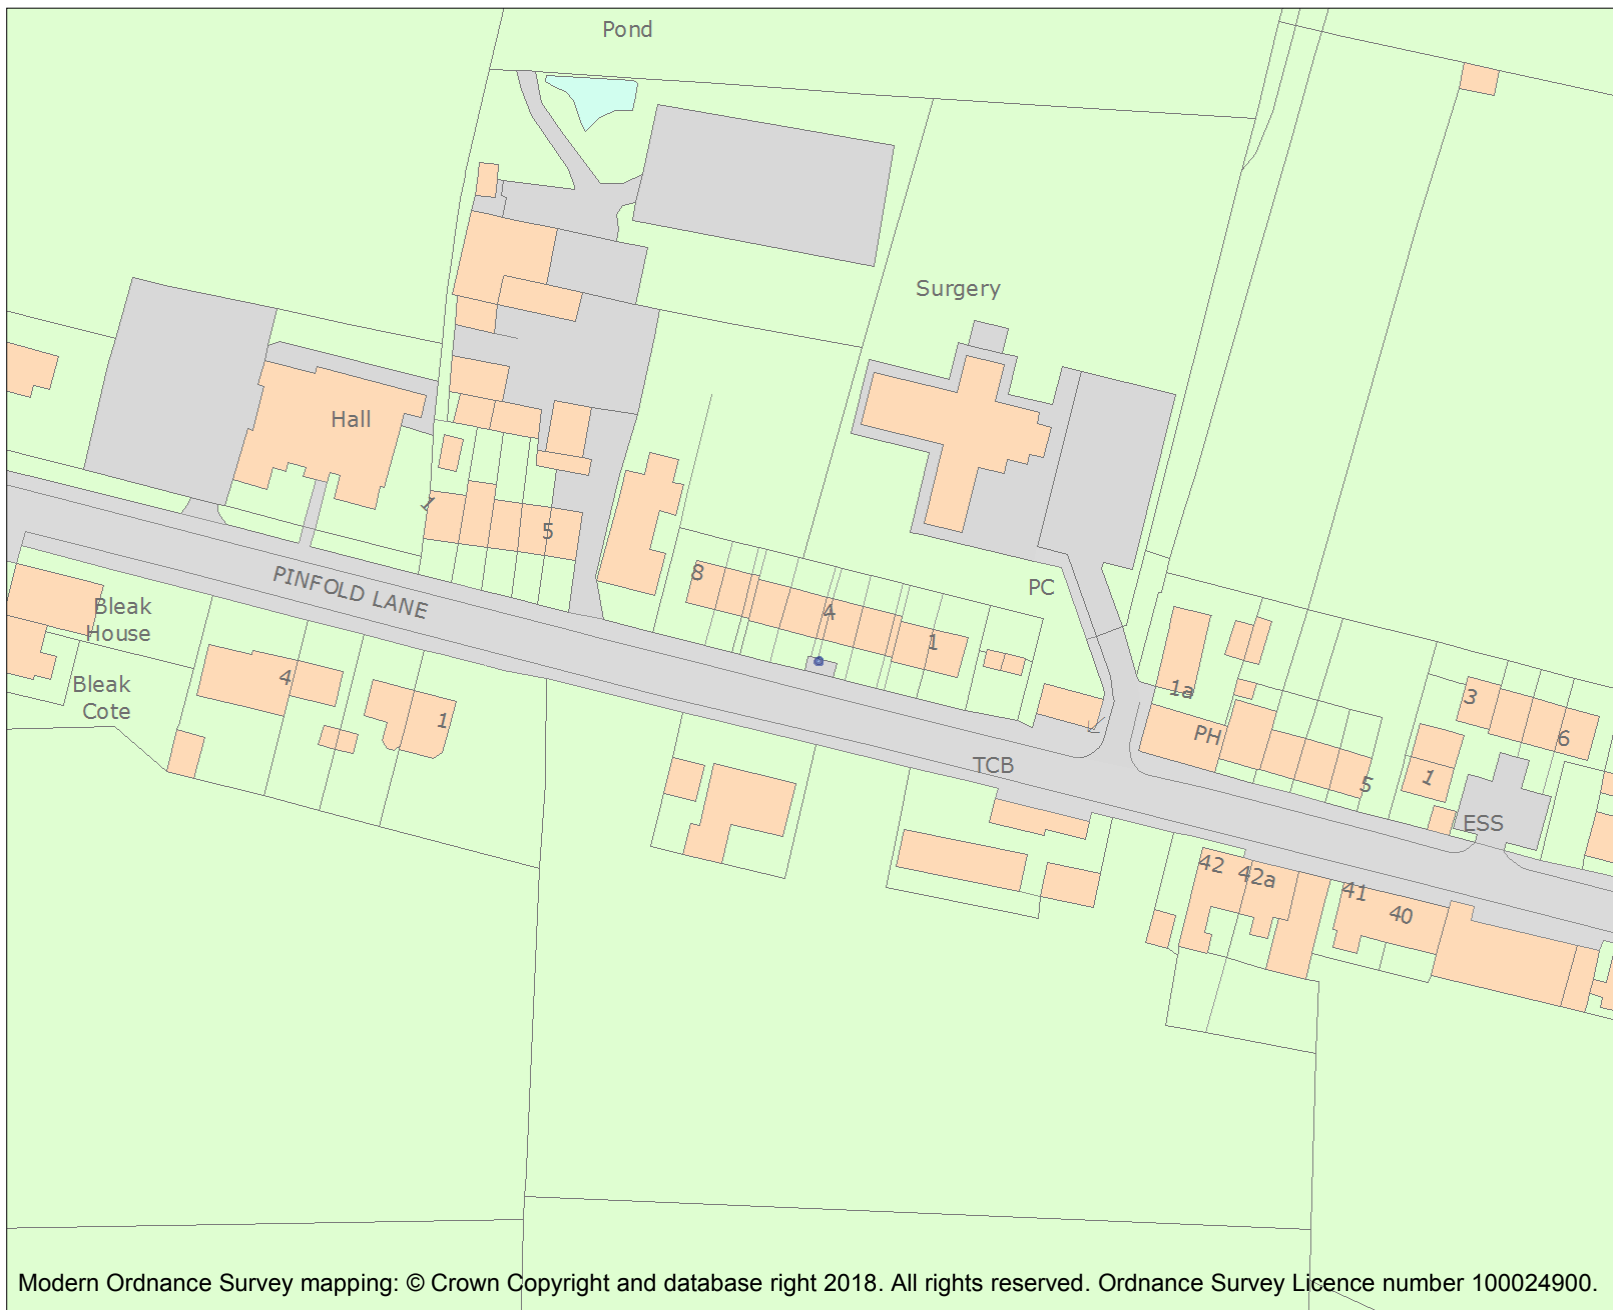 Pond
Surgery
Hall
1
5
PINFOLD LANE
8
4
1
PC
Bleak
House
Bleak
Cote
4
1
1a
PH
5
3
6
1
TCB
ESS
42
42a
41
40
Modern Ordnance Survey mapping: © Crown Copyright and database right 2018. All rights reserved. Ordnance Survey Licence number 100024900.